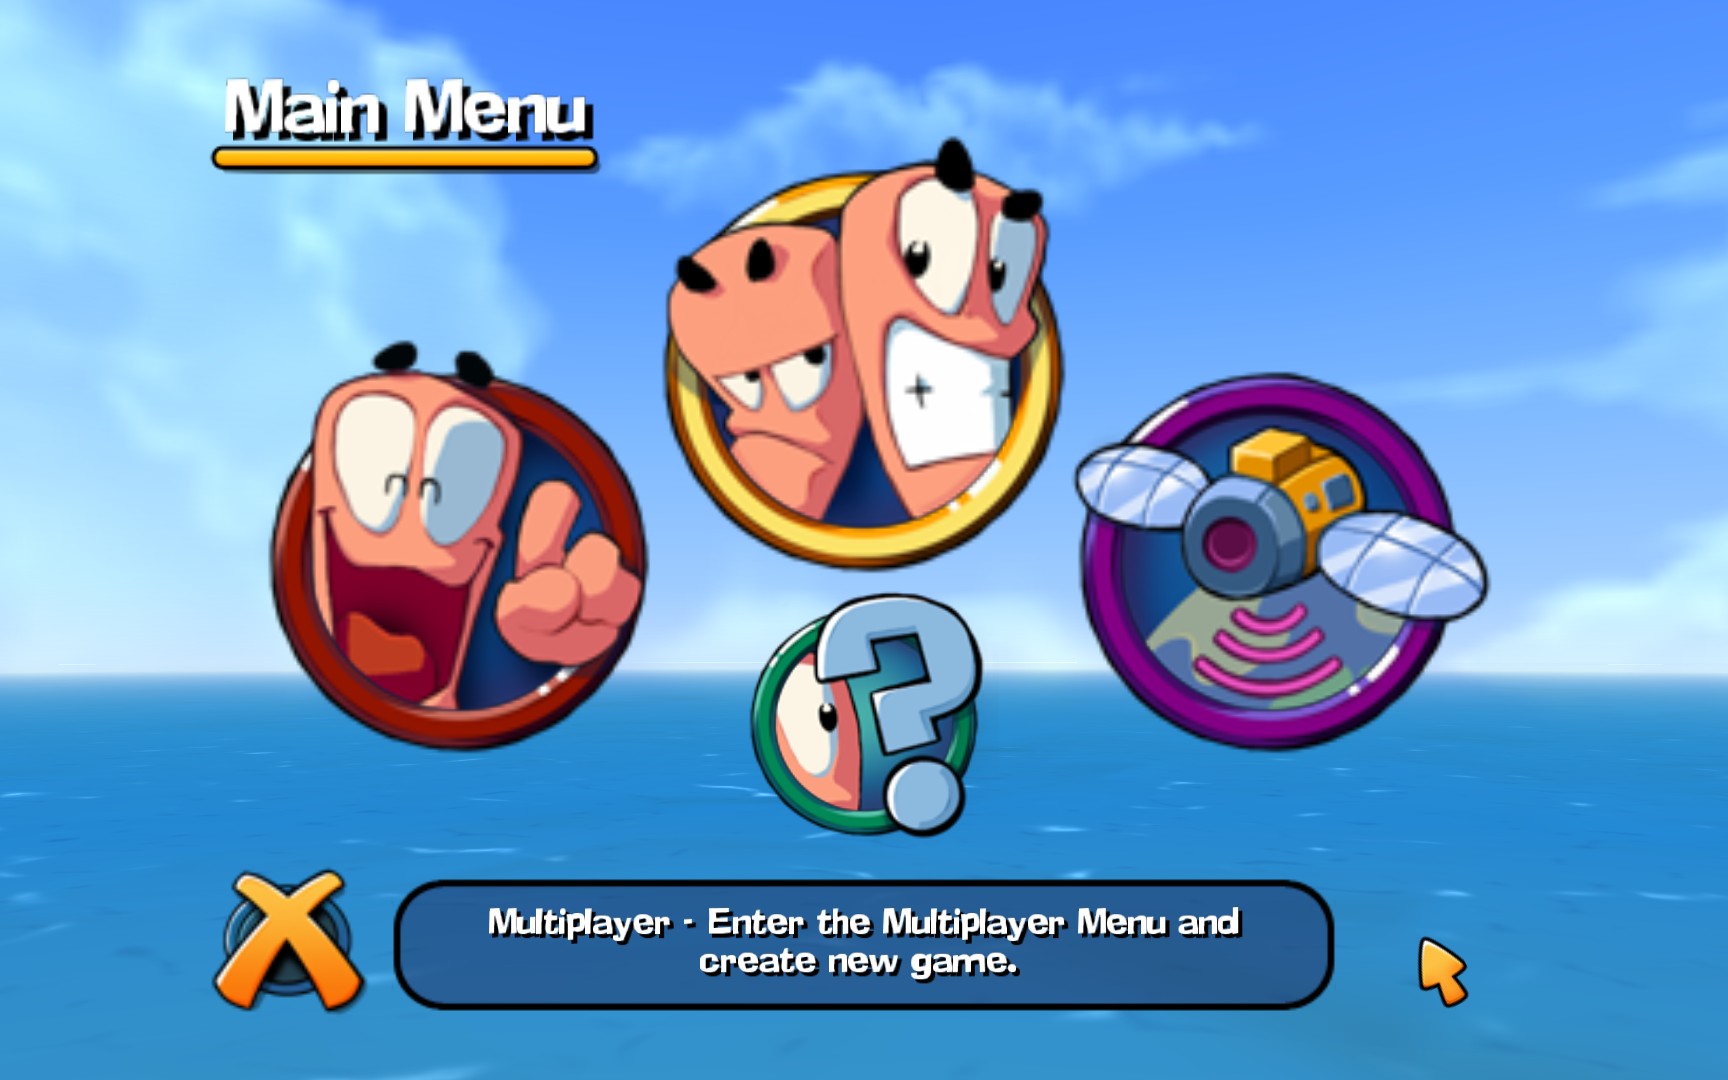 Main Menu
Multiplayer - Enter the Multiplayer Menu and
create new game.